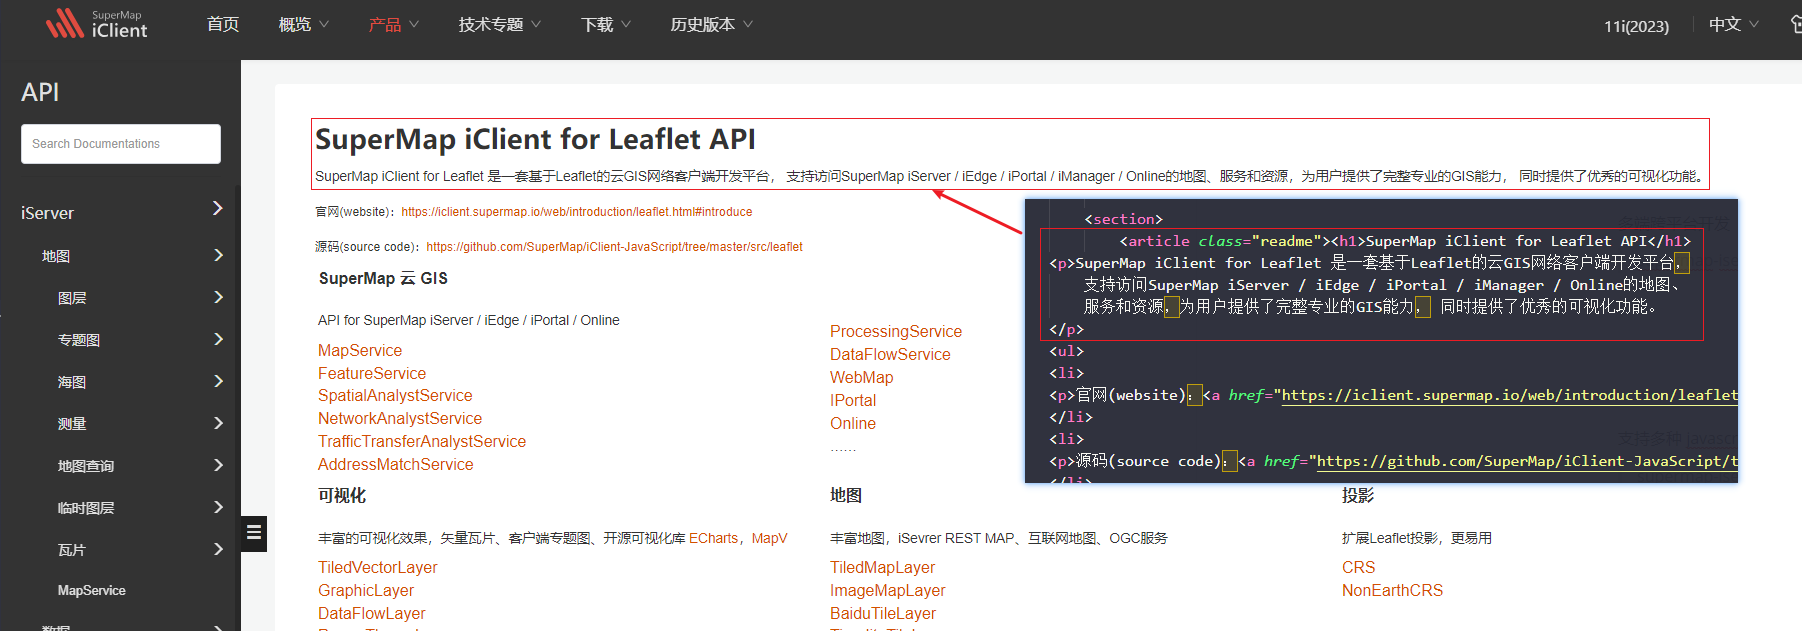 SuperMap
iClient
首页
概览
产品
技术专题
下载
历史版本
11i(2023)
中文
API
Search Documentations
iServer
地图
图层
专题图
海图
测量
地图查询
临时图层
瓦片
MapService
SuperMap iClient for Leaflet API
SuperMap iClient for Leaflet 是一套基于Leaflet的云GIS网络客户端开发平台， 支持访问SuperMap iServer / iEdge / iPortal / iManager / Online的地图、服务和资源，为用户提供了完整专业的GIS能力， 同时提供了优秀的可视化功能。
官网(website)：https://iclient.supermap.io/web/introduction/leaflet.html#introduce
源码(source code)：https://github.com/SuperMap/iClient-JavaScript/tree/master/src/leaflet
SuperMap 云 GIS
API for SuperMap iServer / iEdge / iPortal / Online
MapService
FeatureService
SpatialAnalystService
NetworkAnalystService
TrafficTransferAnalystService
AddressMatchService
ProcessingService
DataFlowService
WebMap
IPortal
Online
......
<section>
<article class="readme"><h1>SuperMap iClient for Leaflet API</h1>
<p>SuperMap iClient for Leaflet 是一套基于Leaflet的云GIS网络客户端开发平台，
支持访问SuperMap iServer / iEdge / iPortal / iManager / Online的地图、
服务和资源，为用户提供了完整专业的GIS能力， 同时提供了优秀的可视化功能。
</p>
<ul>
<li>
<p>官网(website)：<a href="https://iclient.supermap.io/web/introduction/leaflet
</li>
<li>
<p>源码(source code)：<a href="https://github.com/SuperMap/iClient-JavaScript/t
</li>
可视化
丰富的可视化效果，矢量瓦片、客户端专题图、开源可视化库 ECharts，MapV
TiledVectorLayer
GraphicLayer
DataFlowLayer
地图
丰富地图，iSevrer REST MAP、互联网地图、OGC服务
TiledMapLayer
ImageMapLayer
BaiduTileLayer
投影
扩展Leaflet投影，更易用
CRS
NonEarthCRS